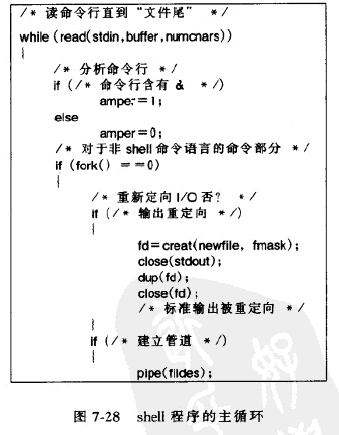 /* 读命令行直到“文件尾” */
while (read(stdin,buffer,numcnars))
{
/* 分析命令行 */
if (/* 命令行含有 & */)
amper=1;
else
amper=0;
/* 对于非 shell 命令语言的命令部分 */
if (fork() ==0)
{
/* 重新定向 I/O 否? */
if (/* 输出重定向 */)
{
fd=creat(newfile, fmask);
close(stdout);
dup(fd);
close(fd);
/* 标准输出被重定向 */
}
if (/* 建立管道 */)
{
pipe(fildes);
图 7-28 shell 程序的主循环